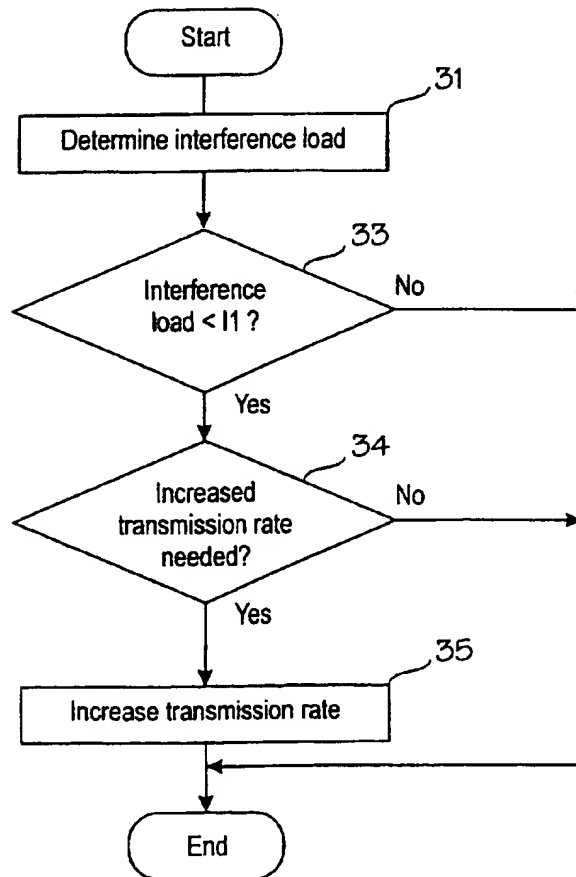 Start
31
Determine interference load
33
Interference
load < I1 ?
No
Yes
34
Increased
transmission rate
needed?
No
Yes
35
Increase transmission rate
End